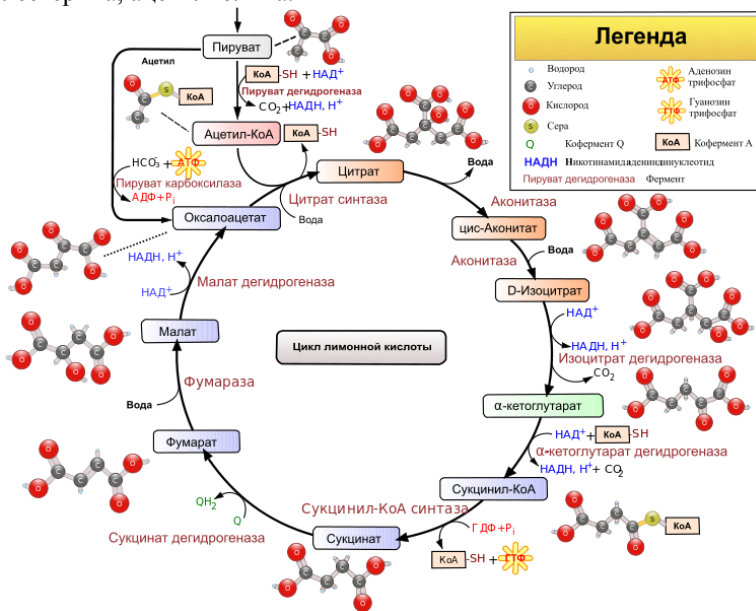 Пируват
Ацетил
КоА -SH + НАД⁺
Пируват дегидрогеназа
CO₂+НАДН, H⁺
S КоА
Ацетил-КоА
КоА -SH
HCO₃⁻ + АТФ
Пируват карбоксилаза
АДФ+Pᵢ
Цитрат
Вода
Цитрат синтаза
Вода
Оксалоацетат
Аконитаза
цис-Аконитат
Аконитаза
Вода
D-Изоцитрат
НАД⁺
НАДН, H⁺
Изоцитрат дегидрогеназа
CO₂
α-кетоглутарат
НАД⁺ + КоА -SH
α-кетоглутарат дегидрогеназа
НАДН, H⁺ + CO₂
Сукцинил-КоА
S КоА
Сукцинил-КоА синтаза
ГДФ+Pᵢ
КоА -SH + ГТФ
Сукцинат
QH₂
Q
Сукцинат дегидрогеназа
Фумарат
Вода
Фумараза
Малат
НАДН, H⁺
НАД⁺
Малат дегидрогеназа
Цикл лимонной кислоты
Легенда
Водород
C Углерод
O Кислород
S Сера
Q Кофермент Q
НАДН Никотинамидадениндинуклеотид
Пируват дегидрогеназа Фермент
АТФ Аденозин
трифосфат
ГТФ Гуанозин
трифосфат
КоА Кофермент А